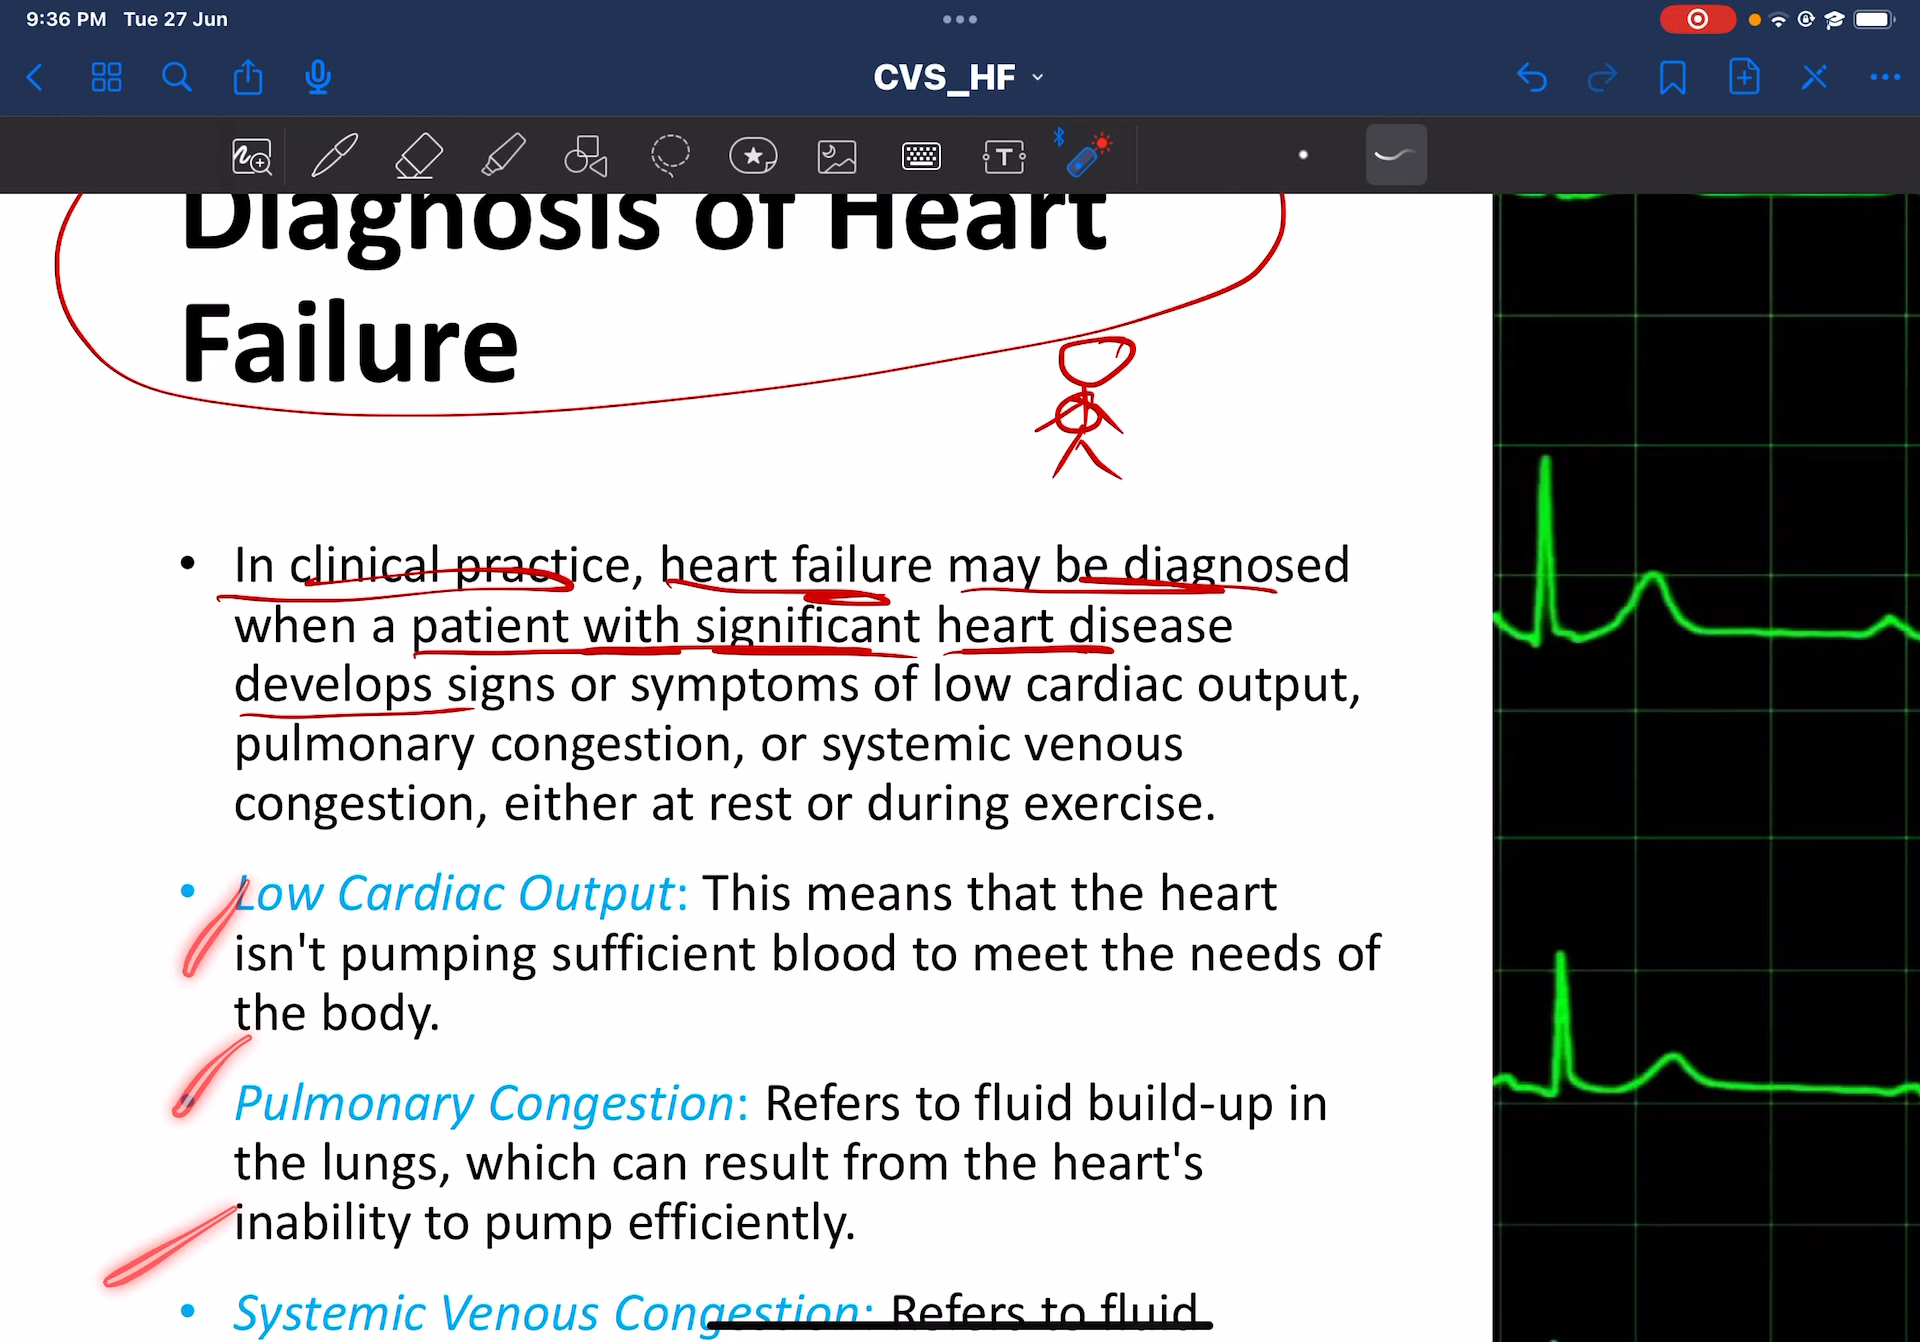 9:36 PM Tue 27 Jun
CVS_HF
T
Diagnosis of Heart
Failure
• In clinical practice, heart failure may be diagnosed
when a patient with significant heart disease
develops signs or symptoms of low cardiac output,
pulmonary congestion, or systemic venous
congestion, either at rest or during exercise.
• Low Cardiac Output: This means that the heart
isn't pumping sufficient blood to meet the needs of
the body.
• Pulmonary Congestion: Refers to fluid build-up in
the lungs, which can result from the heart's
inability to pump efficiently.
• Systemic Venous Congestion: Refers to fluid